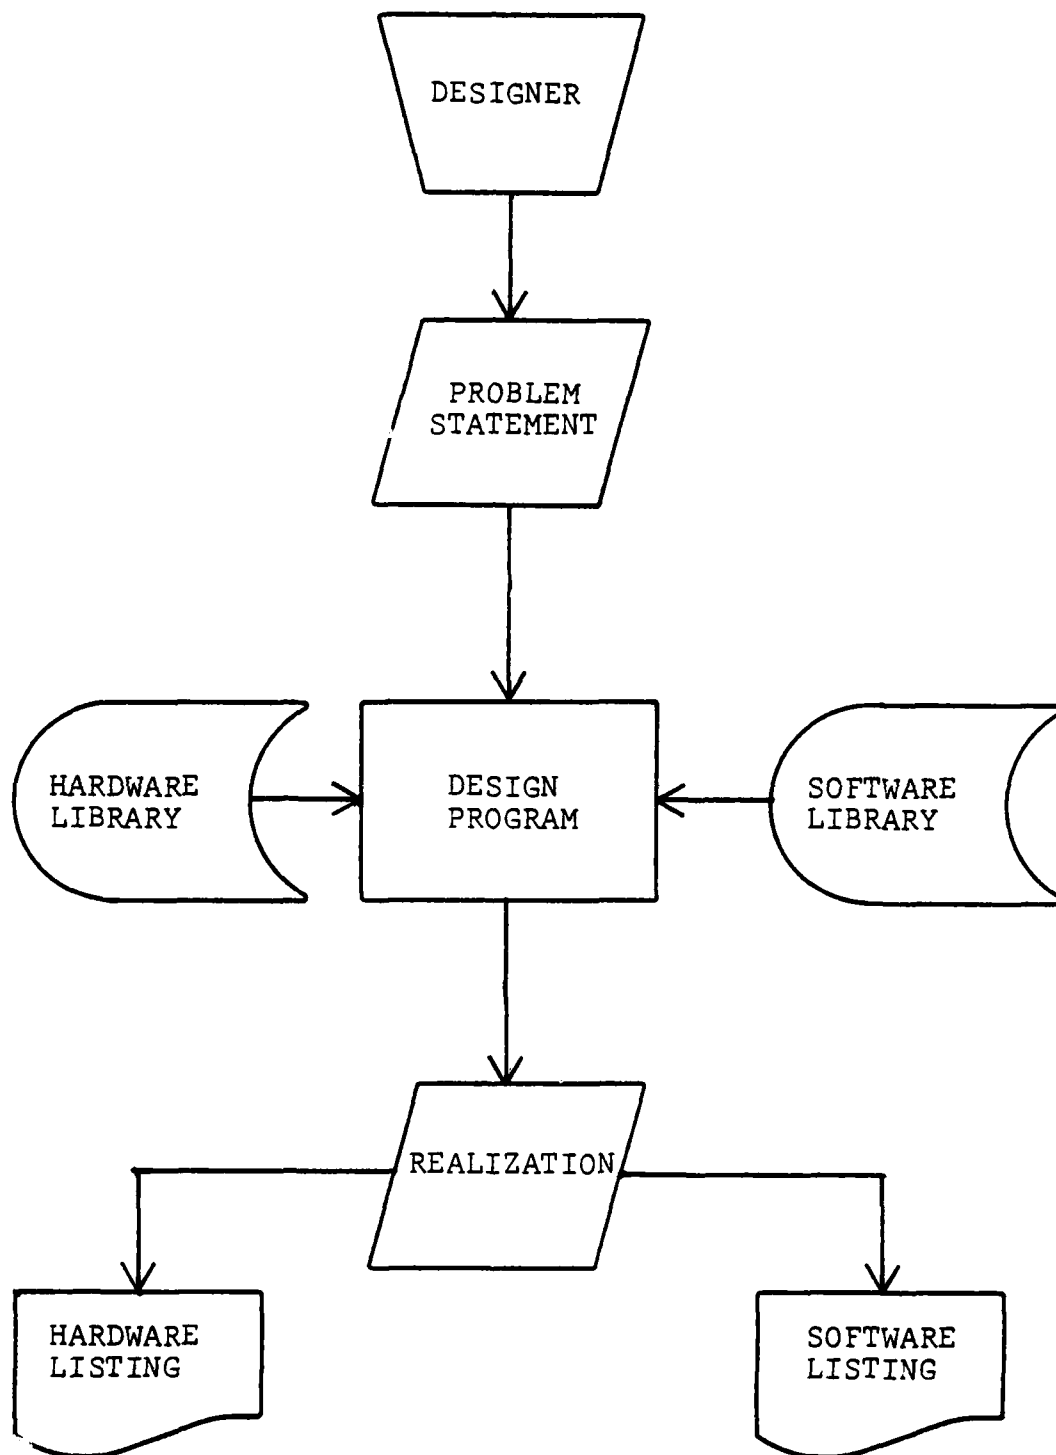 DESIGNER
PROBLEM
STATEMENT
HARDWARE
LIBRARY
DESIGN
PROGRAM
SOFTWARE
LIBRARY
REALIZATION
HARDWARE
LISTING
SOFTWARE
LISTING